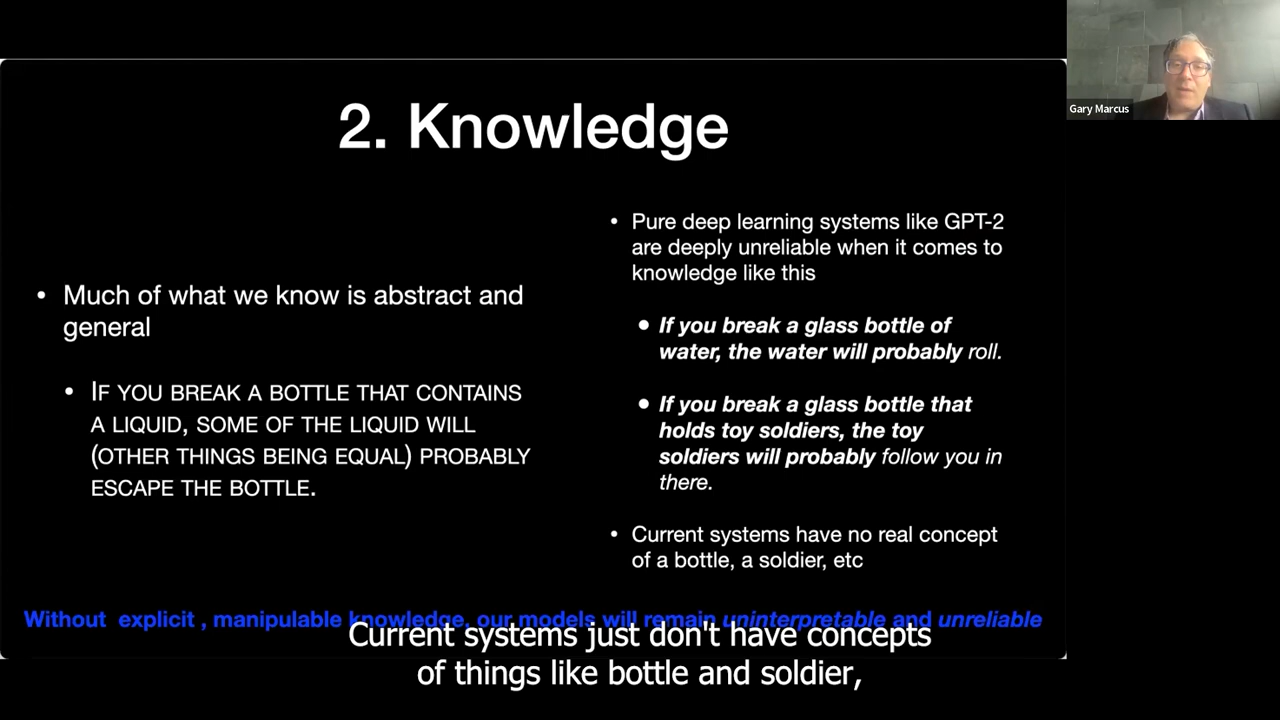 Gary Marcus
2. Knowledge
• Much of what we know is abstract and
general
• IF YOU BREAK A BOTTLE THAT CONTAINS
A LIQUID, SOME OF THE LIQUID WILL
(OTHER THINGS BEING EQUAL) PROBABLY
ESCAPE THE BOTTLE.
• Pure deep learning systems like GPT-2
are deeply unreliable when it comes to
knowledge like this
• If you break a glass bottle of
water, the water will probably roll.
• If you break a glass bottle that
holds toy soldiers, the toy
soldiers will probably follow you in
there.
• Current systems have no real concept
of a bottle, a soldier, etc
Without explicit , manipulable knowledge, our models will remain uninterpretable and unreliable
Current systems just don't have concepts
of things like bottle and soldier,